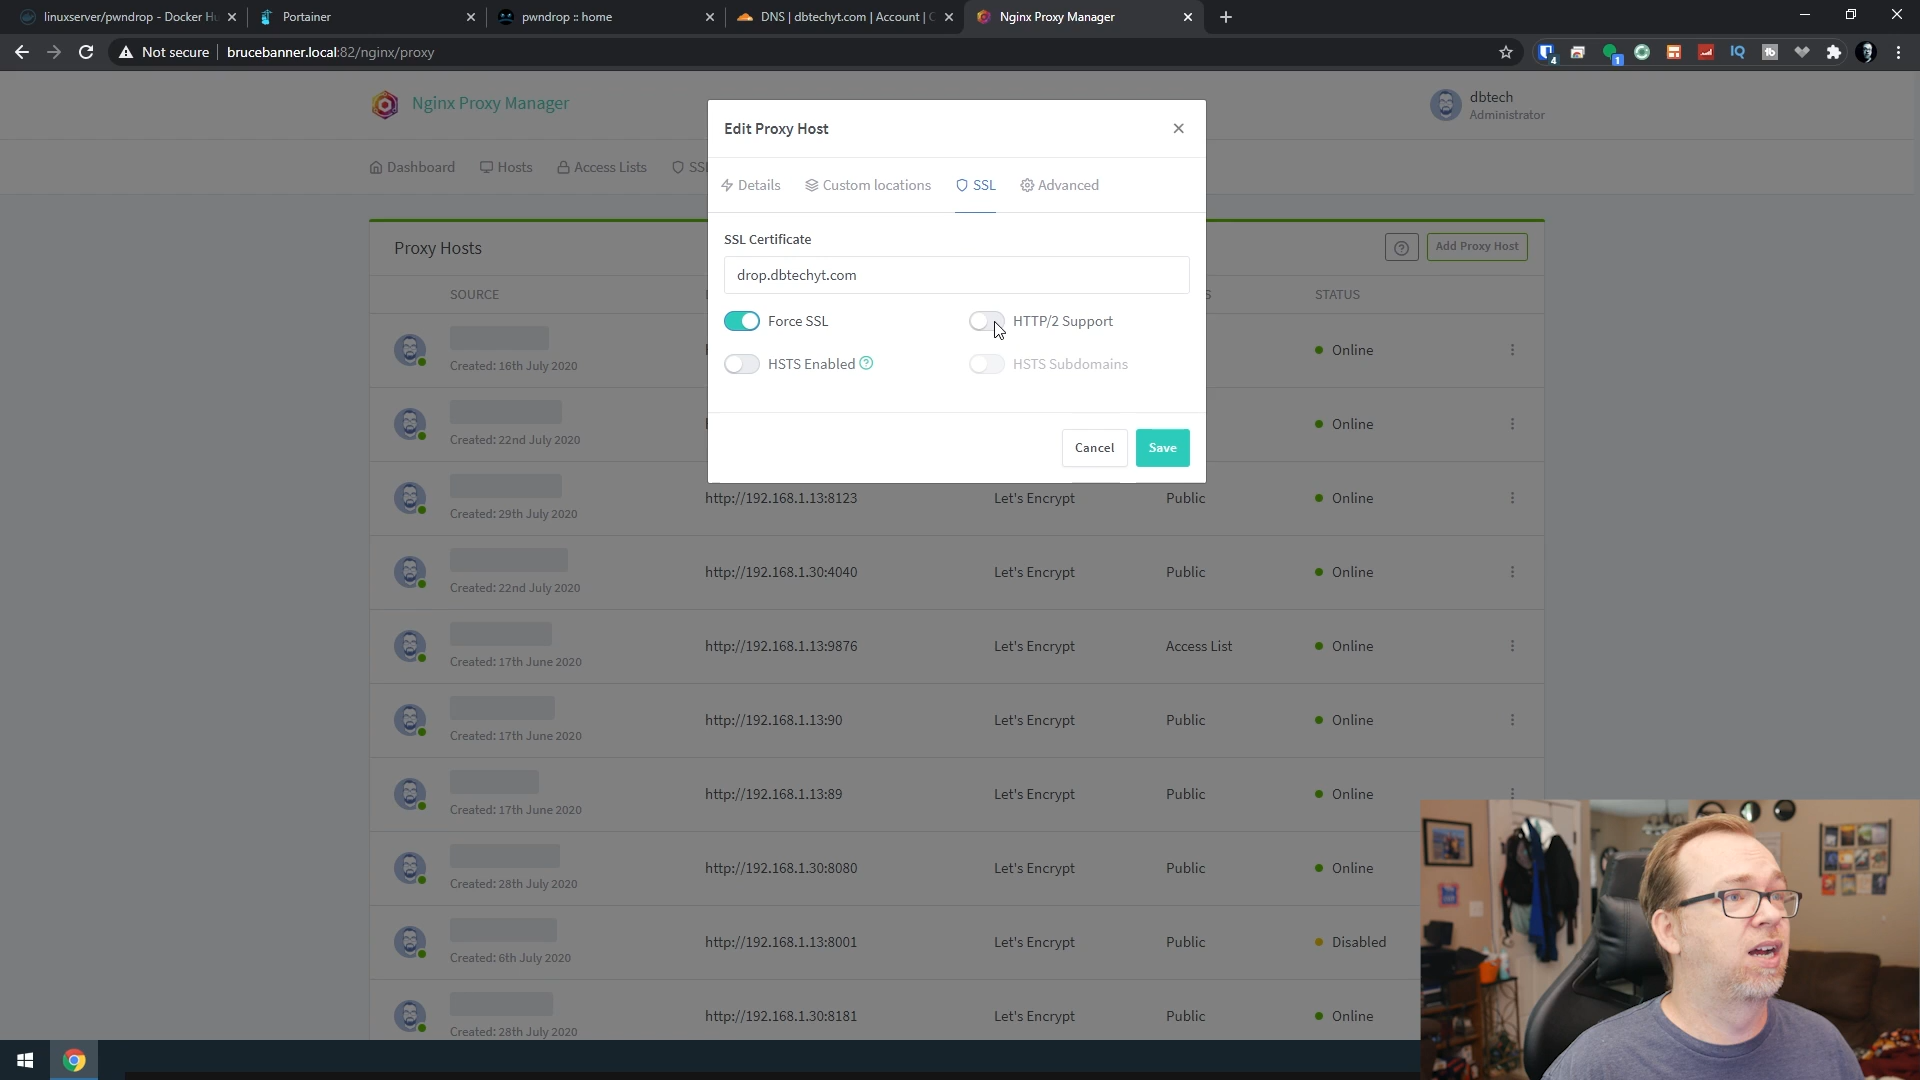 linuxserver/pwndrop - Docker Hu
Portainer
pwndrop :: home
DNS | dbtechyt.com | Account | C
Nginx Proxy Manager
Not secure
brucebanner.local:82/nginx/proxy
Nginx Proxy Manager
dbtech
Administrator
Dashboard
Hosts
Access Lists
SS
Edit Proxy Host
Details
Custom locations
SSL
Advanced
SSL Certificate
drop.dbtechyt.com
Force SSL
HTTP/2 Support
HSTS Enabled
HSTS Subdomains
Cancel
Save
Proxy Hosts
Add Proxy Host
SOURCE
STATUS
Created: 16th July 2020
Online
Created: 22nd July 2020
Online
http://192.168.1.13:8123
Let's Encrypt
Public
Online
Created: 29th July 2020
http://192.168.1.30:4040
Let's Encrypt
Public
Online
Created: 22nd July 2020
http://192.168.1.13:9876
Let's Encrypt
Access List
Online
Created: 17th June 2020
http://192.168.1.13:90
Let's Encrypt
Public
Online
Created: 17th June 2020
http://192.168.1.13:89
Let's Encrypt
Public
Online
Created: 17th June 2020
http://192.168.1.30:8080
Let's Encrypt
Public
Online
Created: 28th July 2020
http://192.168.1.13:8001
Let's Encrypt
Public
Disabled
Created: 6th July 2020
http://192.168.1.30:8181
Let's Encrypt
Public
Online
Created: 28th July 2020